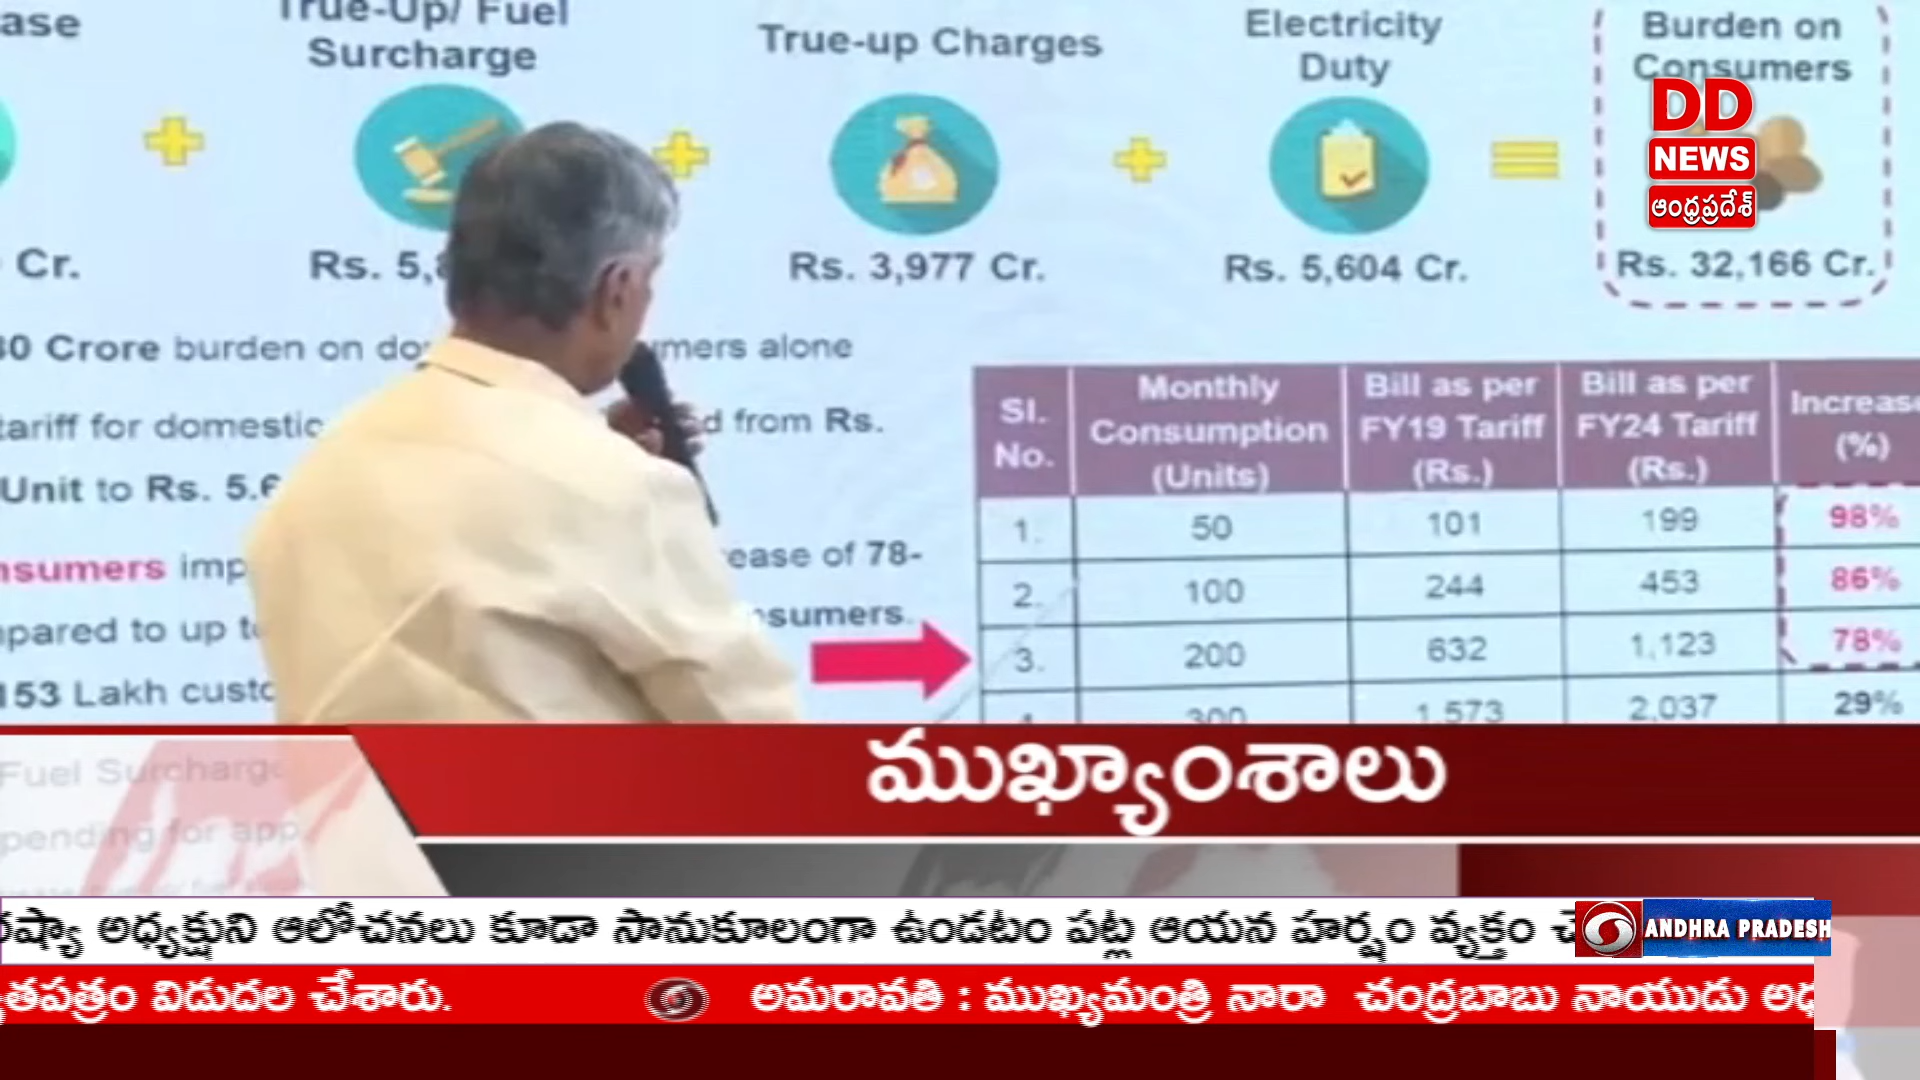 True-Up/ Fuel
Surcharge
True-up Charges
Electricity
Duty
Burden on
Consumers
Cr.
Rs. 3,977 Cr.
Rs. 5,604 Cr.
Rs. 32,166 Cr.
DD
NEWS
ఆంధ్రప్రదేశ్
Crore burden on alone
tariff for domestic from Rs.
Unit to Rs.
of 78-
to up
153 Lakh
Sl. No. Monthly Consumption (Units) Bill as per FY19 Tariff (Rs.) Bill as per FY24 Tariff (Rs.) Increase (%)
1. 50 101 199 98%
2. 100 244 453 86%
3. 200 632 1,123 78%
300 1,573 2,037 29%
Fuel Surcharge
pending for
ముఖ్యాంశాలు
అధ్యక్షుని ఆలోచనలు కూడా సానుకూలంగా ఉండటం పట్ల ఆయన హర్షం వ్యక్తం
ANDHRA PRADESH
విడుదల చేశారు.
అమరావతి : ముఖ్యమంత్రి నారా చంద్రబాబు నాయుడు